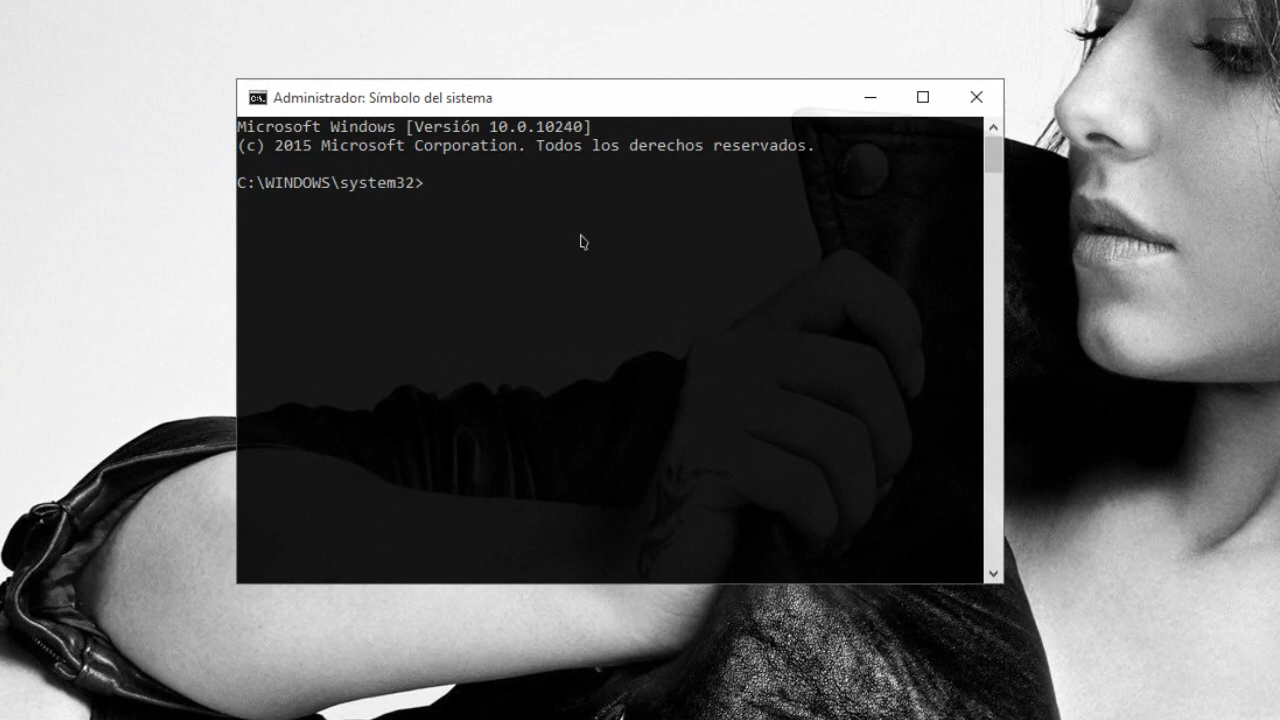 Administrador: Símbolo del sistema
Microsoft Windows [Versión 10.0.10240]
(c) 2015 Microsoft Corporation. Todos los derechos reservados.
C:\WINDOWS\system32>